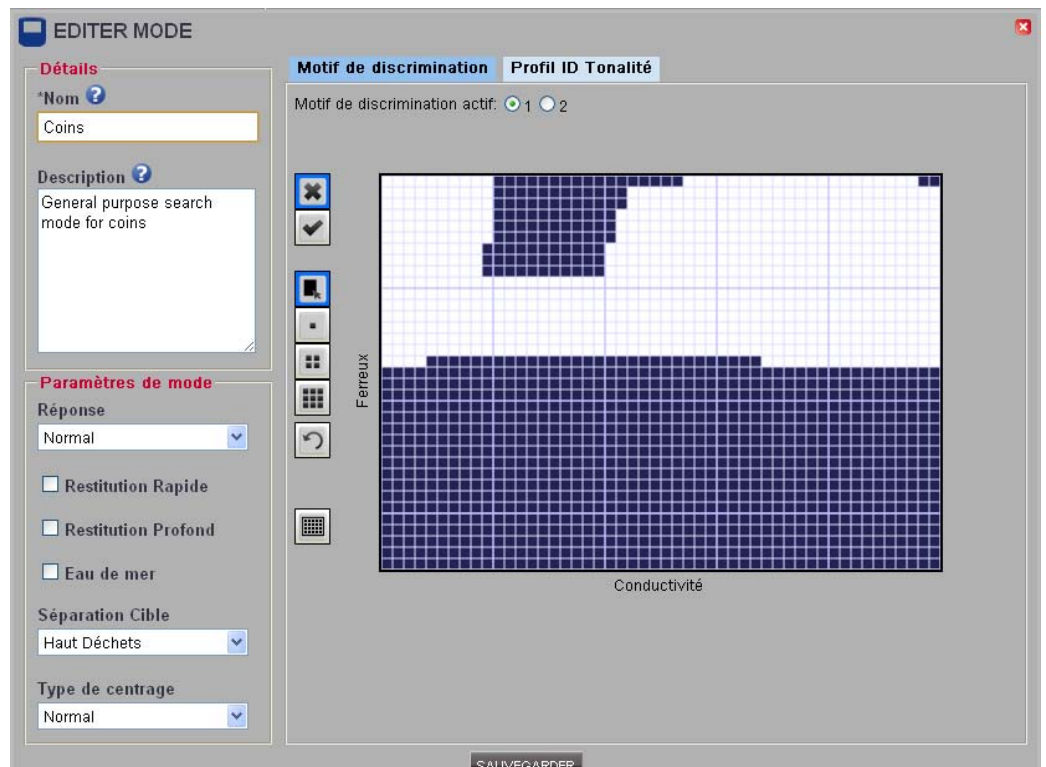 EDITER MODE
Détails
*Nom
Coins
Description
General purpose search
mode for coins
Paramètres de mode
Réponse
Normal
Restitution Rapide
Restitution Profond
Eau de mer
Séparation Cible
Haut Déchets
Type de centrage
Normal
Motif de discrimination Profil ID Tonalité
Motif de discrimination actif: 1 2
Ferreux
Conductivité
SAUVEGARDER